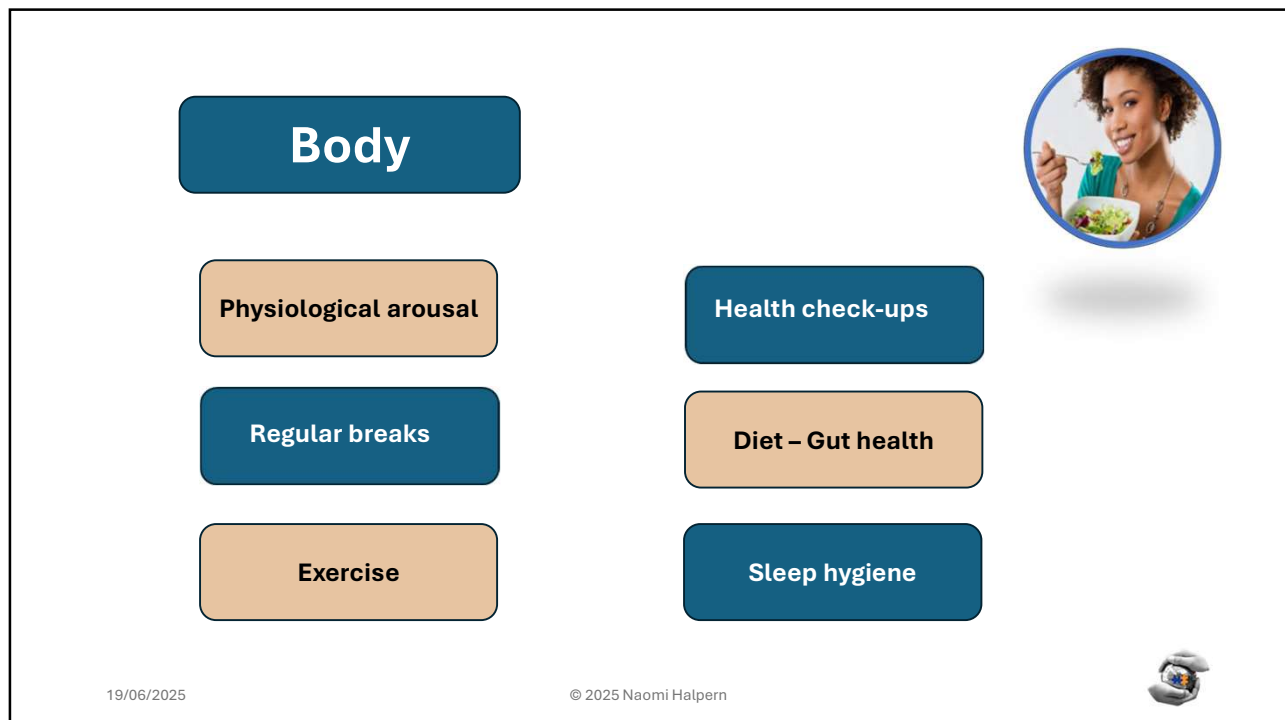 Body
Physiological arousal
Regular breaks
Exercise
Health check-ups
Diet – Gut health
Sleep hygiene
19/06/2025
© 2025 Naomi Halpern